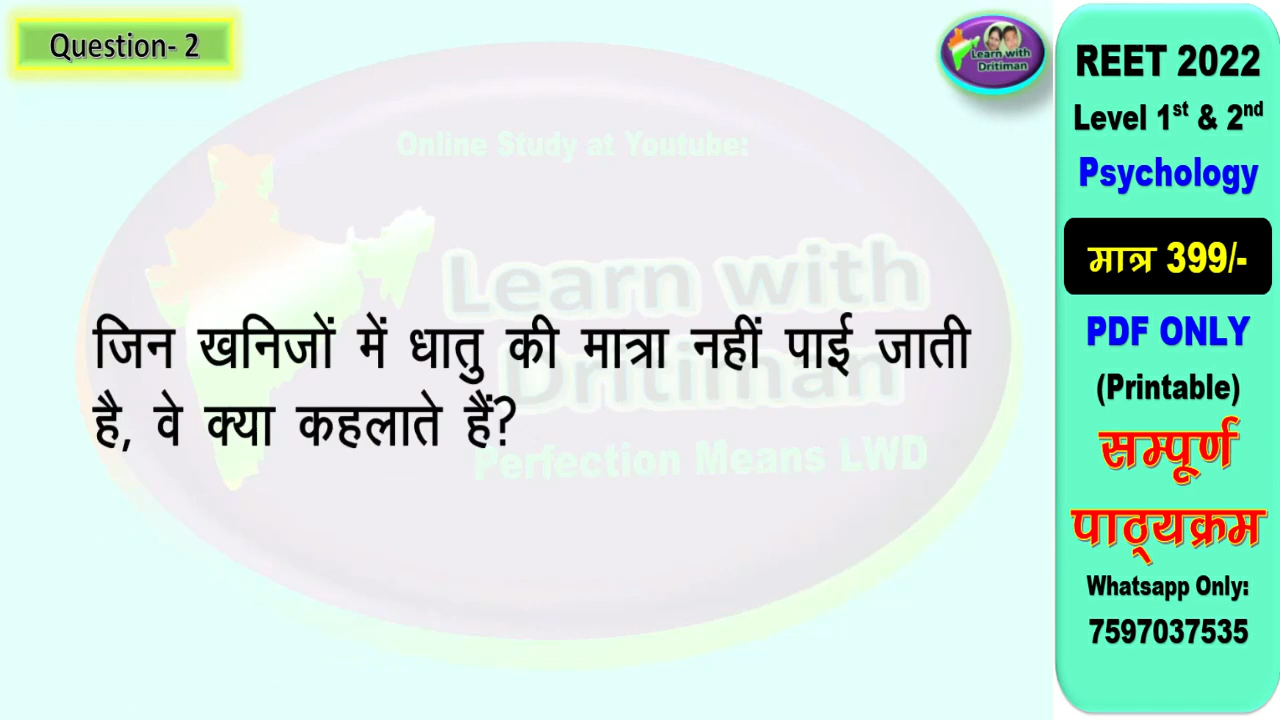 Question- 2
Learn with
Dritiman
Online Study at Youtube:
Learn with
Dritiman
Perfection Means LWD
जिन खनिजों में धातु की मात्रा नहीं पाई जाती
है, वे क्या कहलाते हैं?
REET 2022
Level 1st & 2nd
Psychology
मात्र 399/-
PDF ONLY
(Printable)
सम्पूर्ण
पाठ्यक्रम
Whatsapp Only:
7597037535